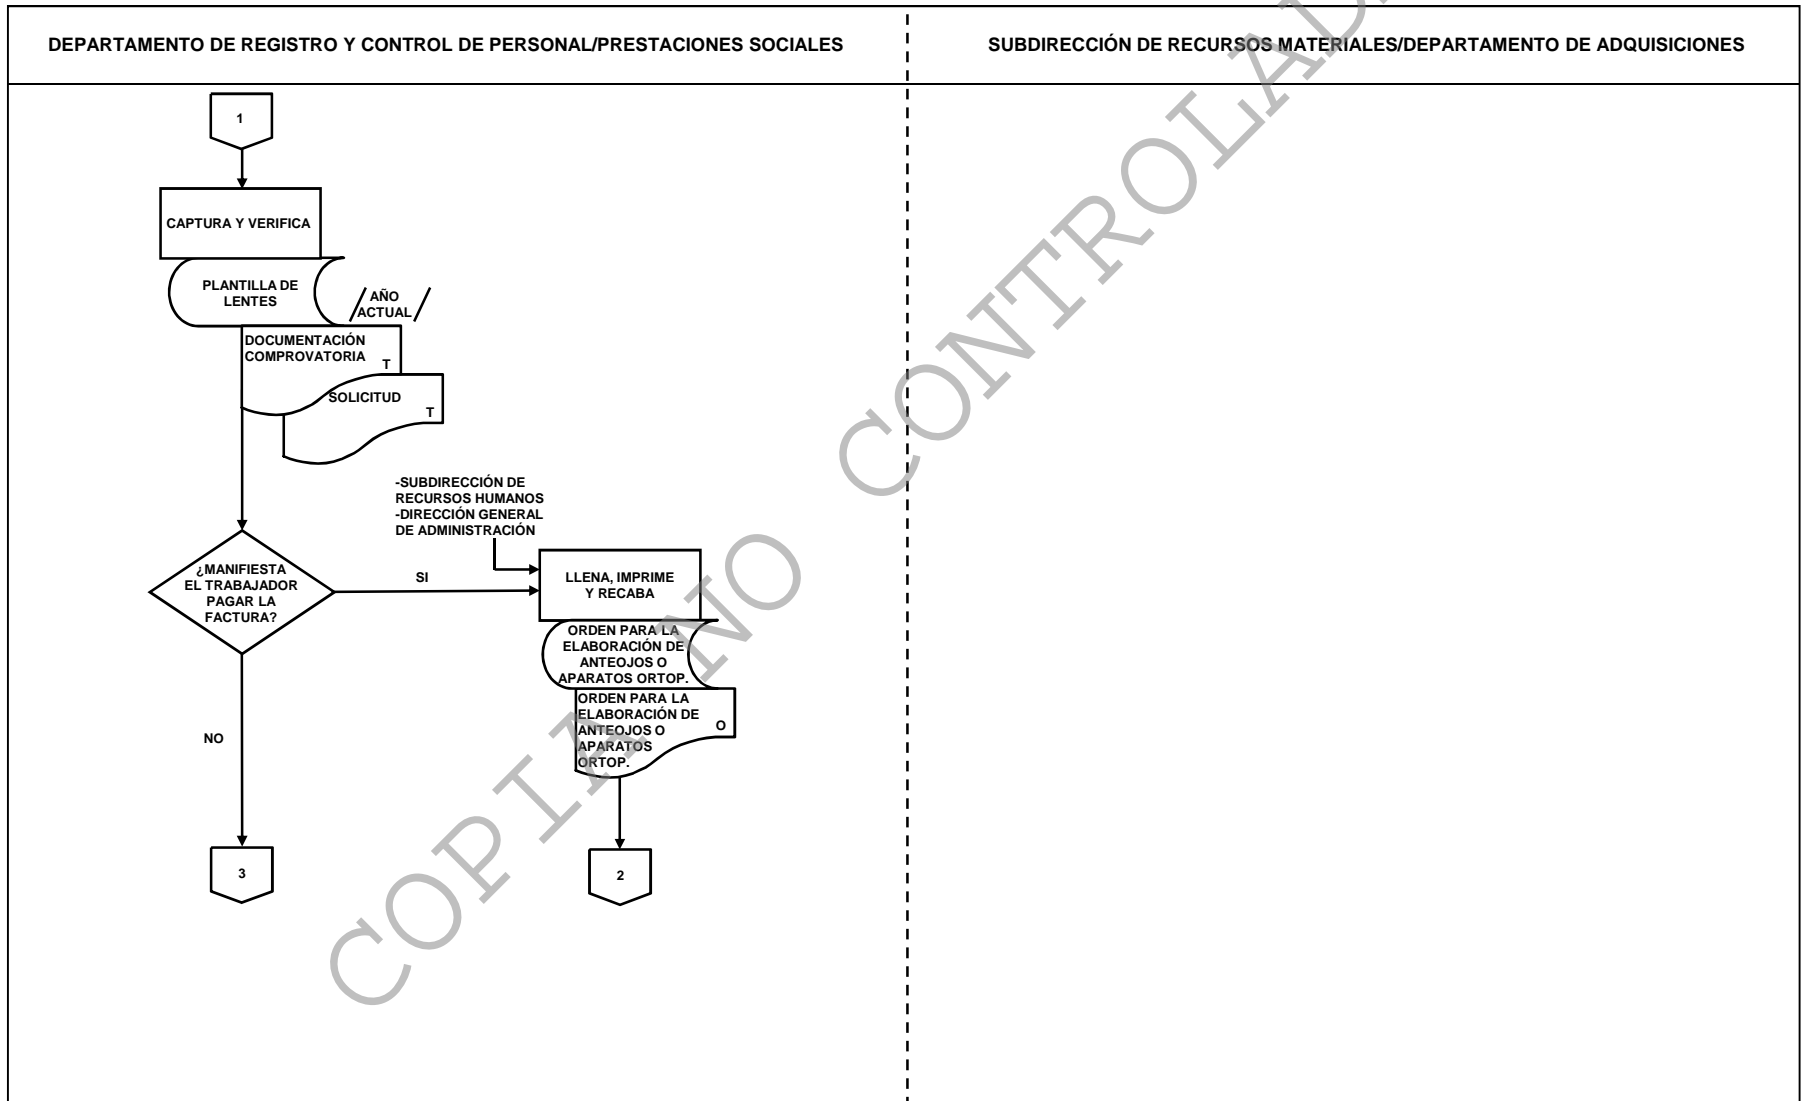 DEPARTAMENTO DE REGISTRO Y CONTROL DE PERSONAL/PRESTACIONES SOCIALES
SUBDIRECCIÓN DE RECURSOS MATERIALES/DEPARTAMENTO DE ADQUISICIONES
1
CAPTURA Y VERIFICA
PLANTILLA DE
LENTES
/ AÑO
ACTUAL /
DOCUMENTACIÓN
COMPROVATORIA
T
SOLICITUD
T
-SUBDIRECCIÓN DE
RECURSOS HUMANOS
-DIRECCIÓN GENERAL
DE ADMINISTRACIÓN
¿MANIFIESTA
EL TRABAJADOR
PAGAR LA
FACTURA?
SI
LLENA, IMPRIME
Y RECABA
ORDEN PARA LA
ELABORACIÓN DE
ANTEOJOS O
APARATOS ORTOP.
ORDEN PARA LA
ELABORACIÓN DE
ANTEOJOS O
APARATOS
ORTOP.
O
NO
3
2
COPIA NO CONTROLAD